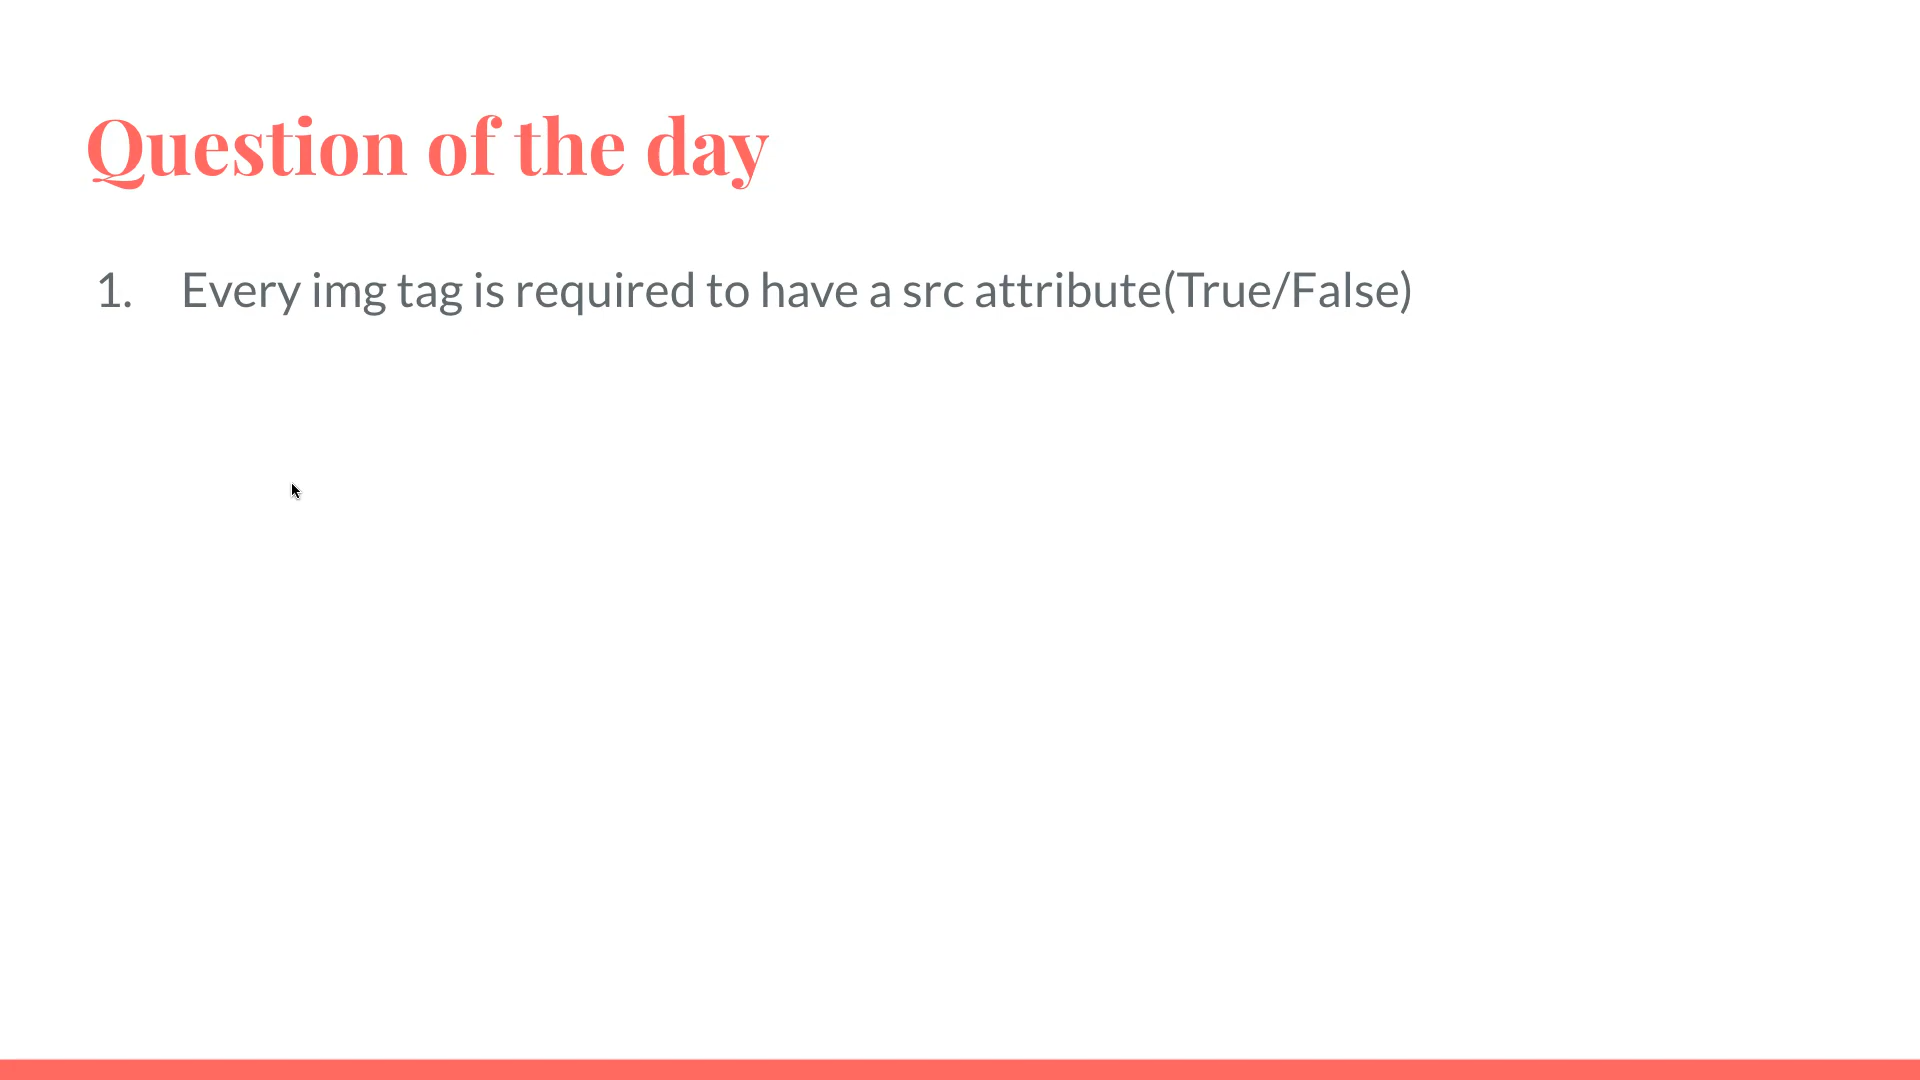 Question of the day
1. Every img tag is required to have a src attribute(True/False)